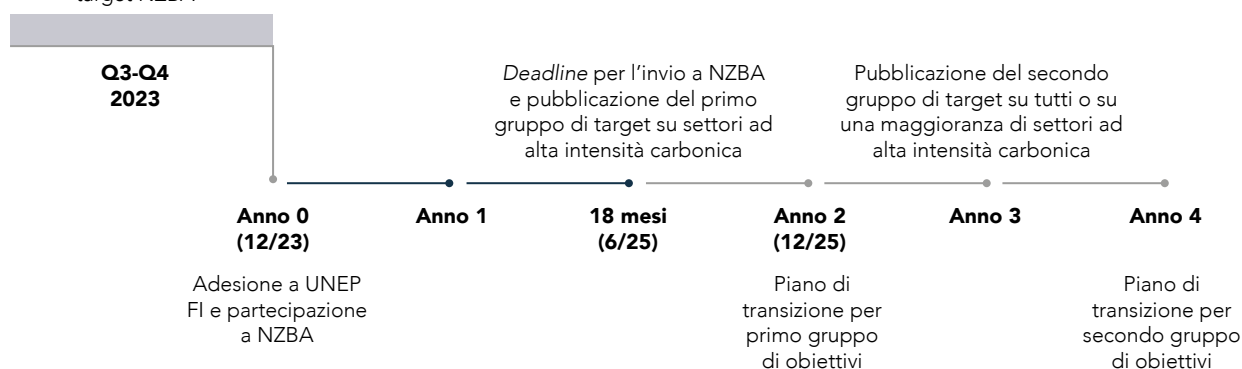 Q3-Q4
2023
Deadline per l'invio a NZBA
e pubblicazione del primo
gruppo di target su settori ad
alta intensità carbonica
Pubblicazione del secondo
gruppo di target su tutti o su
una maggioranza di settori ad
alta intensità carbonica
Anno 0
(12/23)
Anno 1
18 mesi
(6/25)
Anno 2
(12/25)
Anno 3
Anno 4
Adesione a UNEP
FI e partecipazione
a NZBA
Piano di
transizione per
primo gruppo
di obiettivi
Piano di
transizione per
secondo gruppo
di obiettivi